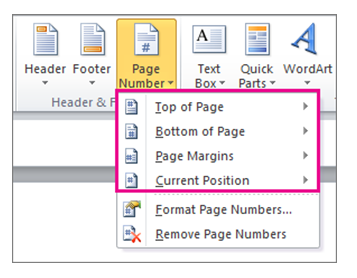 Header Footer Page Number Text Box Quick Parts WordArt
Header & F
Top of Page
Bottom of Page
Page Margins
Current Position
Format Page Numbers...
Remove Page Numbers